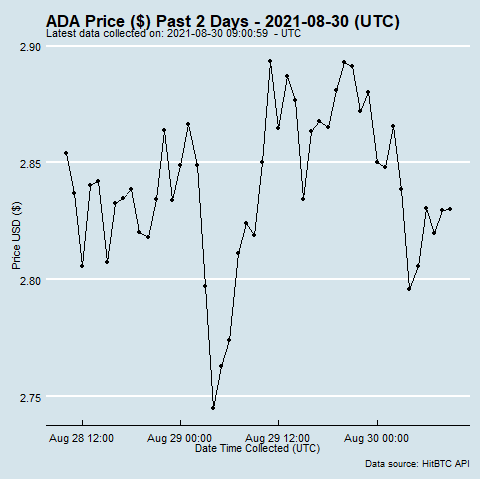 ADA Price ($) Past 2 Days - 2021-08-30 (UTC)
Latest data collected on: 2021-08-30 09:00:59 - UTC
2.90
2.85
2.80
2.75
Price USD ($)
Aug 28 12:00 Aug 29 00:00 Aug 29 12:00 Aug 30 00:00
Date Time Collected (UTC)
Data source: HitBTC API